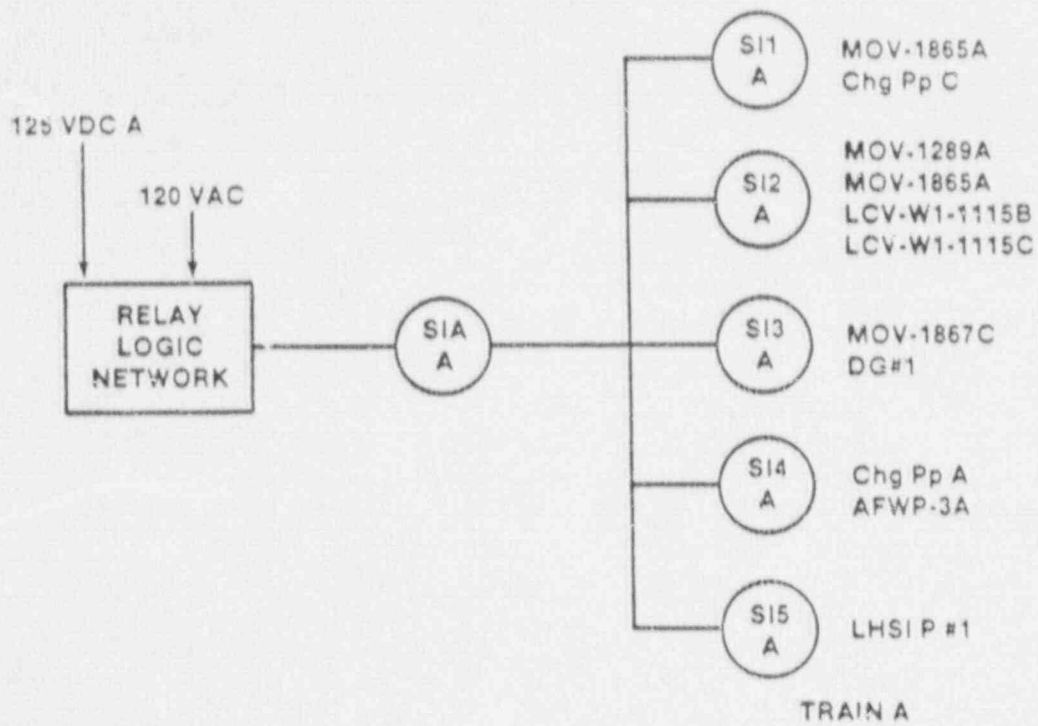 125 VDC A
120 VAC
RELAY
LOGIC
NETWORK
SIA
A
SI1
A
MOV-1865A
Chg Pp C
SI2
A
MOV-1289A
MOV-1865A
LCV-W1-1115B
LCV-W1-1115C
SI3
A
MOV-1867C
DG#1
SI4
A
Chg Pp A
AFWP-3A
SI5
A
LHSI P #1
TRAIN A